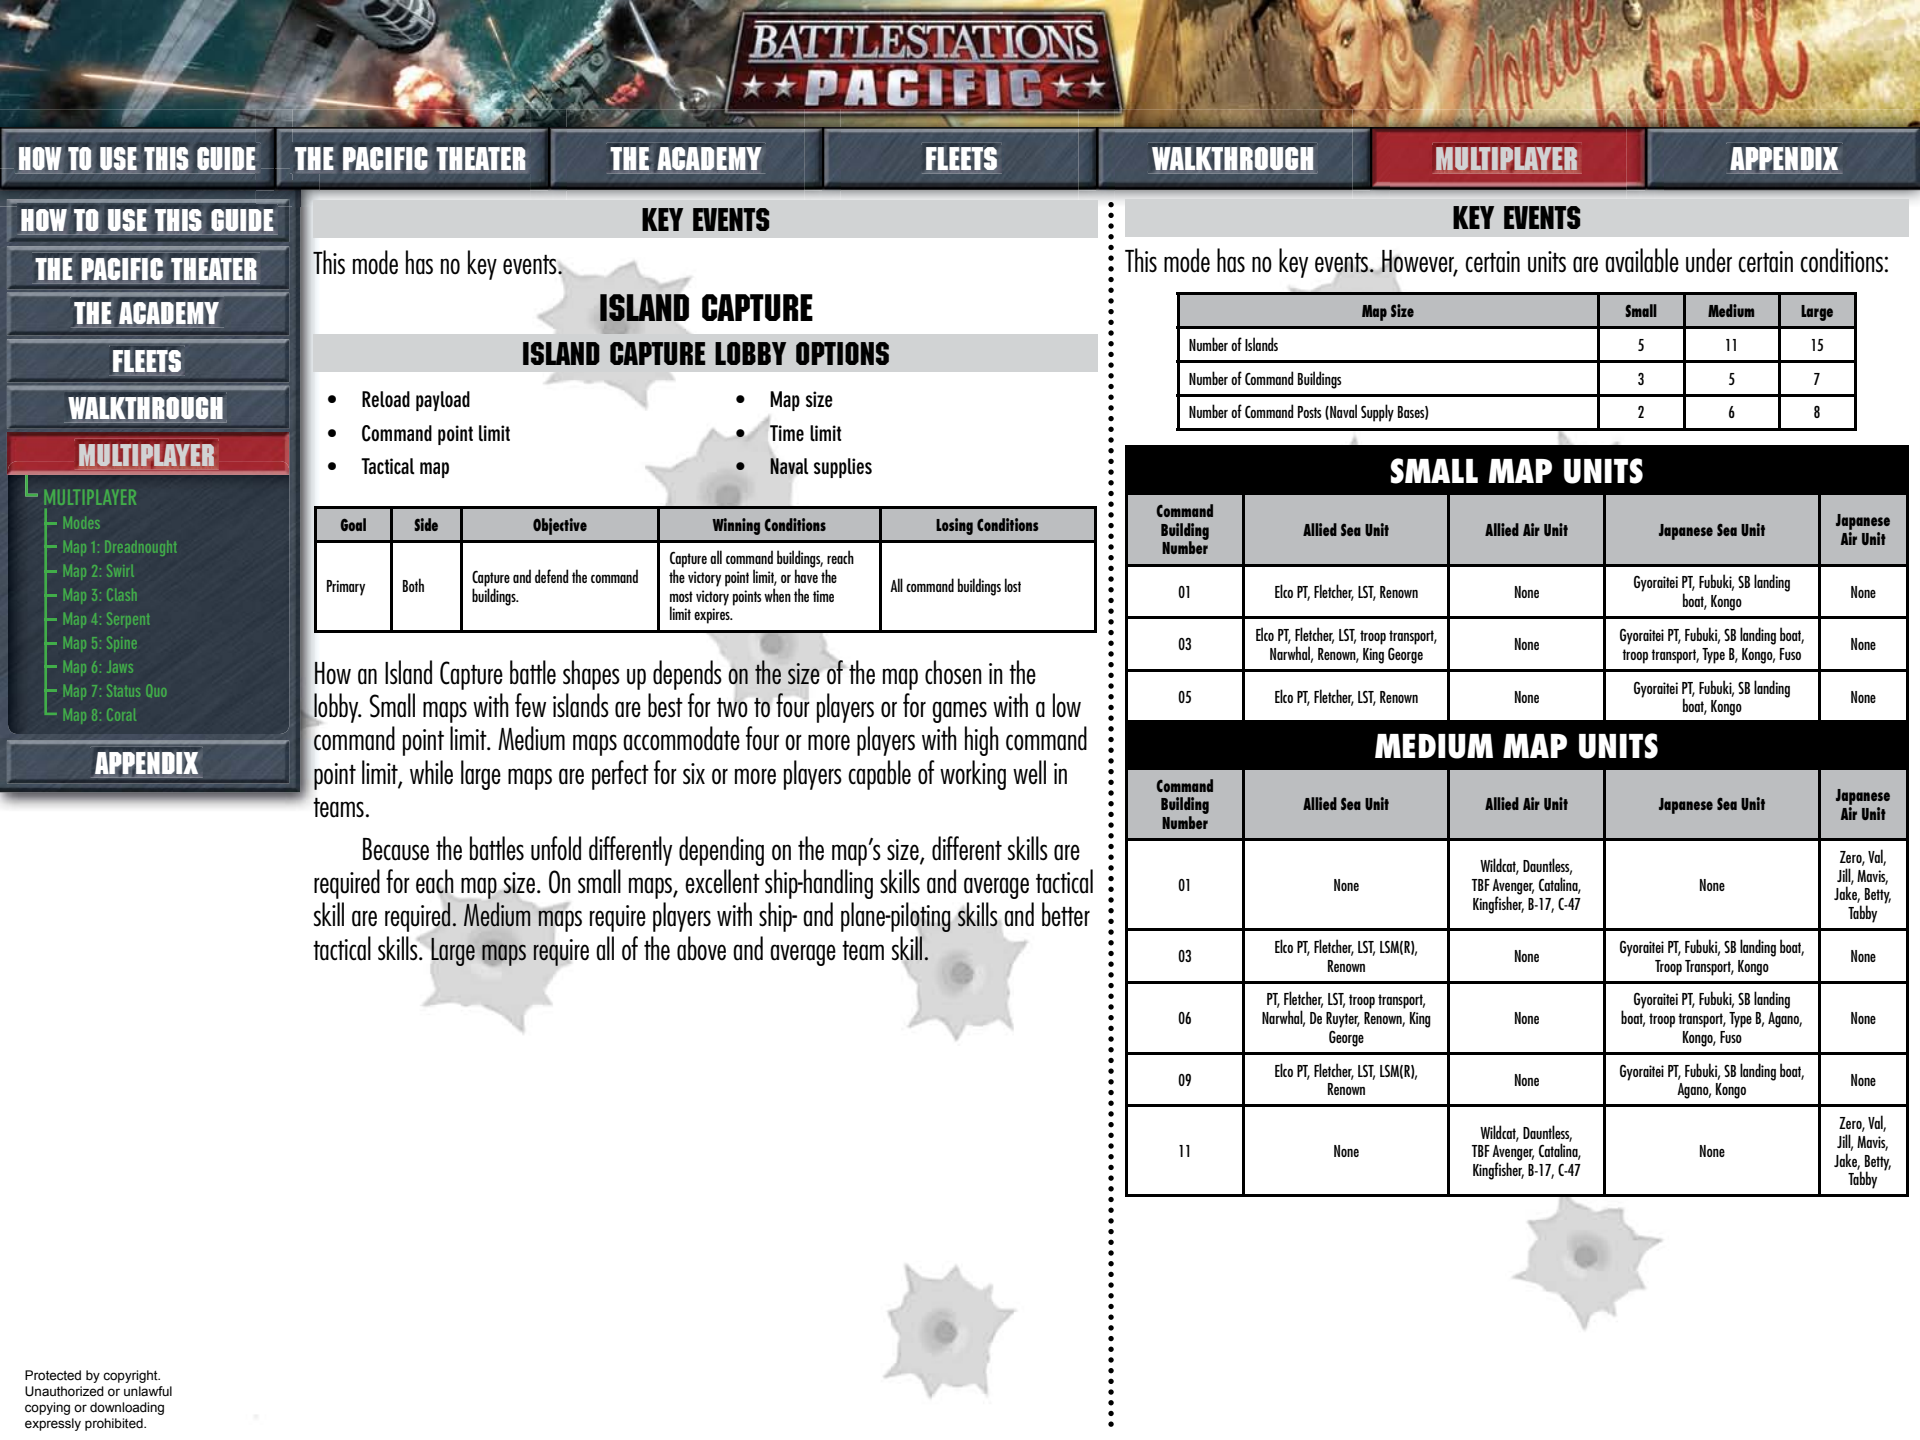 BATTLESTATIONS
PACIFIC
Blonde
HOW TO USE THIS GUIDE
THE PACIFIC THEATER
THE ACADEMY
FLEETS
WALKTHROUGH
MULTIPLAYER
APPENDIX
HOW TO USE THIS GUIDE
THE PACIFIC THEATER
THE ACADEMY
FLEETS
WALKTHROUGH
MULTIPLAYER
MULTIPLAYER
Modes
Map 1: Dreadnought
Map 2: Swirl
Map 3: Clash
Map 4: Serpent
Map 5: Spine
Map 6: Jaws
Map 7: Status Quo
Map 8: Coral
APPENDIX
KEY EVENTS
This mode has no key events.
ISLAND CAPTURE
ISLAND CAPTURE LOBBY OPTIONS
• Reload payload
• Command point limit
• Tactical map
• Map size
• Time limit
• Naval supplies
Goal Side Objective Winning Conditions Losing Conditions
Primary
Both
Capture and defend the command
buildings.
Capture all command buildings, reach
the victory point limit, or have the
most victory points when the time
limit expires.
All command buildings lost
How an Island Capture battle shapes up depends on the size of the map chosen in the
lobby. Small maps with few islands are best for two to four players or for games with a low
command point limit. Medium maps accommodate four or more players with high command
point limit, while large maps are perfect for six or more players capable of working well in
teams.
Because the battles unfold differently depending on the map's size, different skills are
required for each map size. On small maps, excellent ship-handling skills and average tactical
skill are required. Medium maps require players with ship- and plane-piloting skills and better
tactical skills. Large maps require all of the above and average team skill.
KEY EVENTS
This mode has no key events. However, certain units are available under certain conditions:
Map Size Small Medium Large
Number of Islands 5 11 15
Number of Command Buildings 3 5 7
Number of Command Posts (Naval Supply Bases) 2 6 8
SMALL MAP UNITS
Command
Building
Number
Allied Sea Unit
Allied Air Unit
Japanese Sea Unit
Japanese
Air Unit
01
Elco PT, Fletcher, LST, Renown
None
Gyoraitei PT, Fubuki, SB landing
boat, Kongo
None
03
Elco PT, Fletcher, LST, troop transport,
Narwhal, Renown, King George
None
Gyoraitei PT, Fubuki, SB landing boat,
troop transport, Type B, Kongo, Fuso
None
05
Elco PT, Fletcher, LST, Renown
None
Gyoraitei PT, Fubuki, SB landing
boat, Kongo
None
MEDIUM MAP UNITS
Command
Building
Number
Allied Sea Unit
Allied Air Unit
Japanese Sea Unit
Japanese
Air Unit
01
None
Wildcat, Dauntless,
TBF Avenger, Catalina,
Kingfisher, B-17, C-47
None
Zero, Val,
Jill, Mavis,
Jake, Betty,
Tabby
03
Elco PT, Fletcher, LST, LSM(R),
Renown
None
Gyoraitei PT, Fubuki, SB landing boat,
Troop Transport, Kongo
None
06
PT, Fletcher, LST, troop transport,
Narwhal, De Ruyter, Renown, King
George
None
Gyoraitei PT, Fubuki, SB landing
boat, troop transport, Type B, Agano,
Kongo, Fuso
None
09
Elco PT, Fletcher, LST, LSM(R),
Renown
None
Gyoraitei PT, Fubuki, SB landing boat,
Agano, Kongo
None
11
None
Wildcat, Dauntless,
TBF Avenger, Catalina,
Kingfisher, B-17, C-47
None
Zero, Val,
Jill, Mavis,
Jake, Betty,
Tabby
Protected by copyright.
Unauthorized or unlawful
copying or downloading
expressly prohibited.